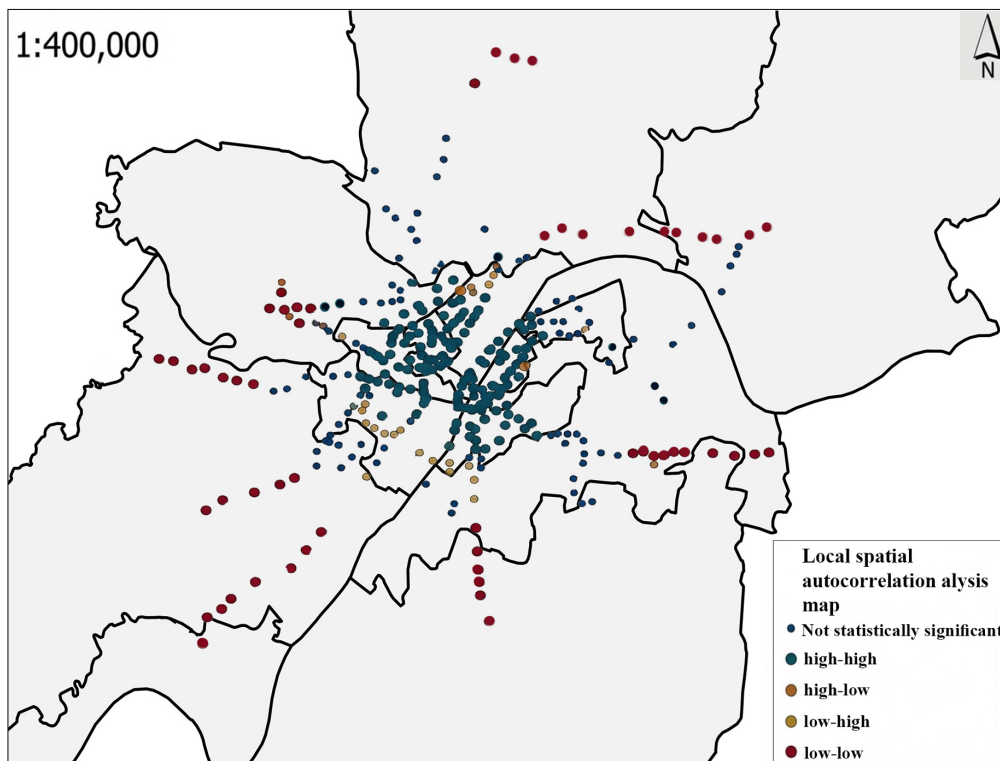 1:400,000
N
Local spatial
autocorrelation alysis
map
Not statistically significant
high-high
high-low
low-high
low-low